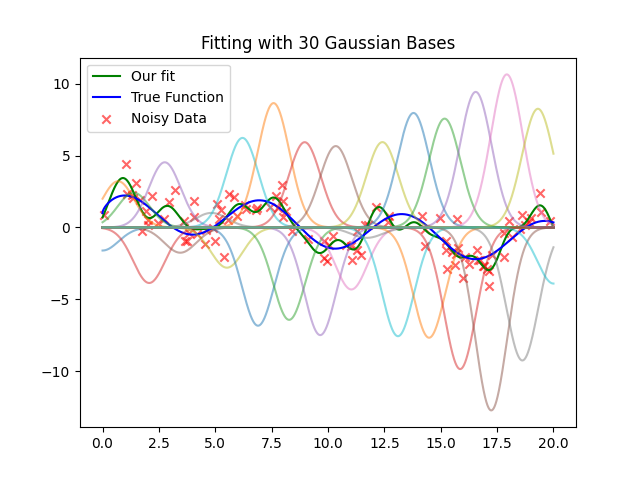 Fitting with 30 Gaussian Bases
Our fit
True Function
Noisy Data
10
5
0
−5
−10
0.0 2.5 5.0 7.5 10.0 12.5 15.0 17.5 20.0